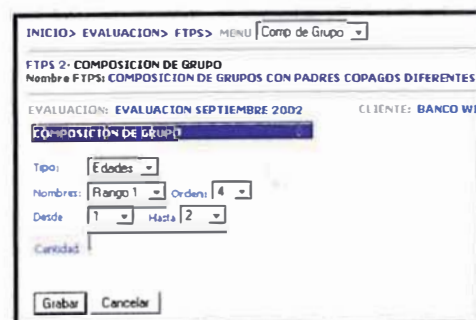 INICIO> EVALUACION> FTPS> MENU Comp de Grupo
FTPS 2- COMPOSICION DE GRUPO
Nombre FTPS: COMPOSICION DE GRUPOS CON PADRES COPAGOS DIFERENTES
EVALUACION: EVALUACION SEPTIEMBRE 2002 CLIENTE: BANCO WI
COMPOSICIÓN DE GRUPO
Tipo: Edades
Nombres: Rango 1 Orden: 4
Desde 1 Hasta 2
Cantidad
Grabar Cancelar